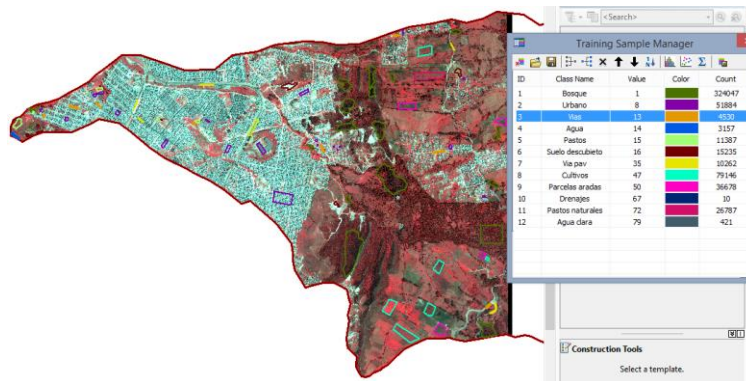 <Search>
Training Sample Manager
ID Class Name Value Color Count
1 Bosque 1 324047
2 Urbano 8 51884
3 Vias 13 4530
4 Agua 14 3157
5 Pastos 15 11387
6 Suelo descubieto 16 15235
7 Via pav 35 10262
8 Cultivos 47 79146
9 Parcelas aradas 50 36678
10 Drenajes 67 10
11 Pastos naturales 72 26787
12 Agua clara 79 421
Construction Tools
Select a template.